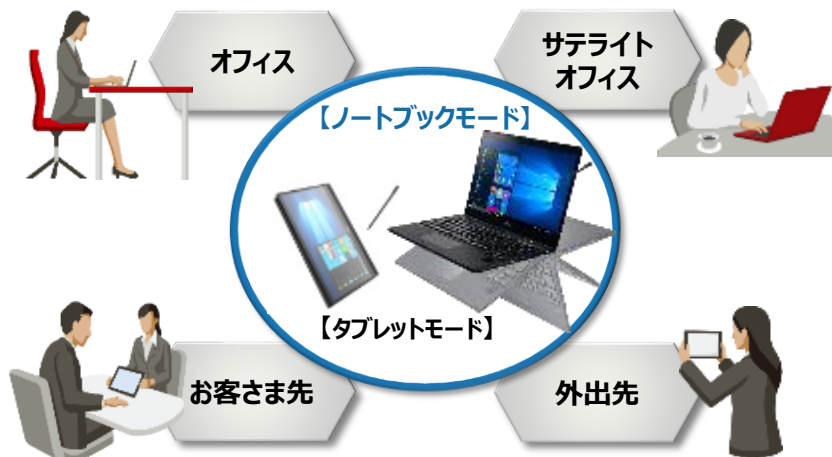 オフィス
サテライト
オフィス
【ノートブックモード】
【タブレットモード】
お客さま先
外出先